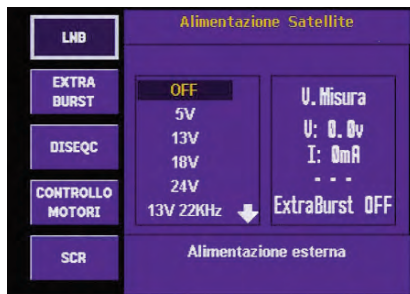 LNB
EXTRA
BURST
DISEQC
CONTROLLO
MOTORI
SCR
Alimentazione Satellite
OFF
5V
13V
18V
24V
13V 22KHz
V. Misura
V: 0.0v
I: 0mA
- - -
ExtraBurst OFF
Alimentazione esterna